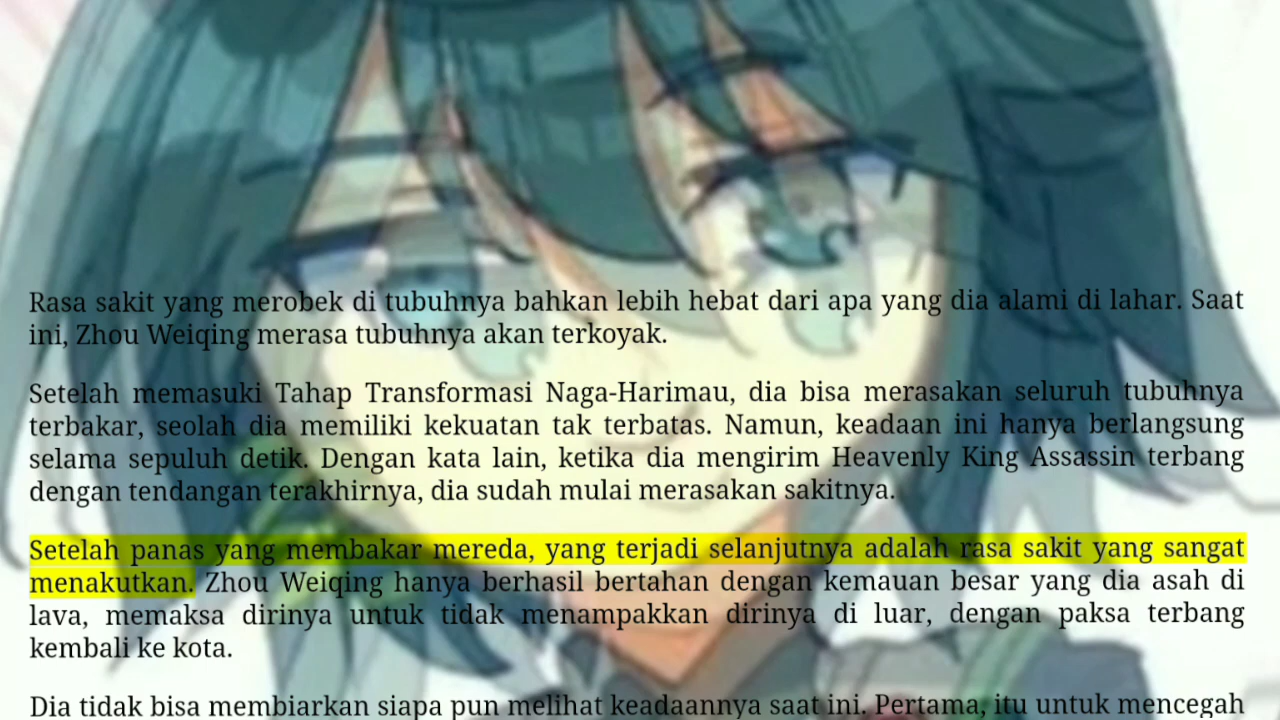 Rasa sakit yang merobek di tubuhnya bahkan lebih hebat dari apa yang dia alami di lahar. Saat
ini, Zhou Weiqing merasa tubuhnya akan terkoyak.
Setelah memasuki Tahap Transformasi Naga-Harimau, dia bisa merasakan seluruh tubuhnya
terbakar, seolah dia memiliki kekuatan tak terbatas. Namun, keadaan ini hanya berlangsung
selama sepuluh detik. Dengan kata lain, ketika dia mengirim Heavenly King Assassin terbang
dengan tendangan terakhirnya, dia sudah mulai merasakan sakitnya.
Setelah panas yang membakar mereda, yang terjadi selanjutnya adalah rasa sakit yang sangat
menakutkan. Zhou Weiqing hanya berhasil bertahan dengan kemauan besar yang dia asah di
lava, memaksa dirinya untuk tidak menampakkan dirinya di luar, dengan paksa terbang
kembali ke kota.
Dia tidak bisa membiarkan siapa pun melihat keadaannya saat ini. Pertama, itu untuk mencegah